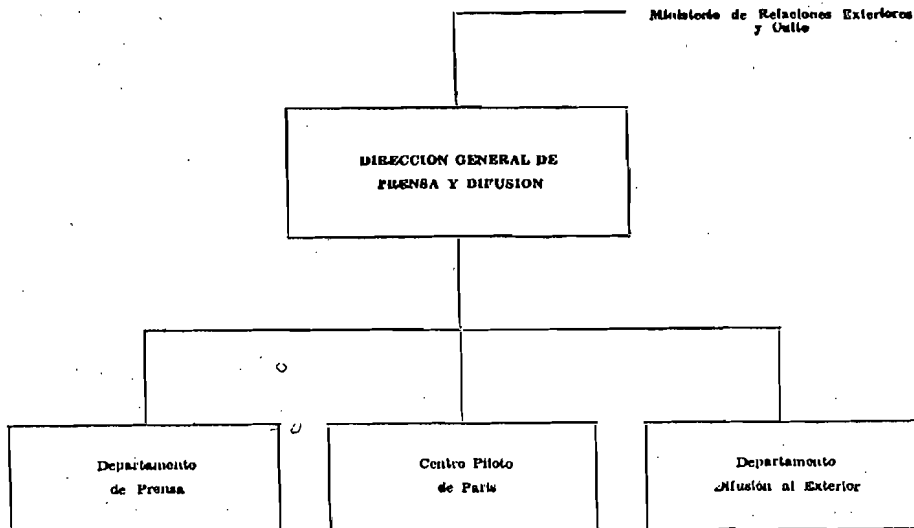 Ministerio de Relaciones Exteriores
y Culto
DIRECCION GENERAL DE
PRENSA Y DIFUSION
Departamento
de Prensa
Centro Piloto
de París
Departamento
Difusión al Exterior